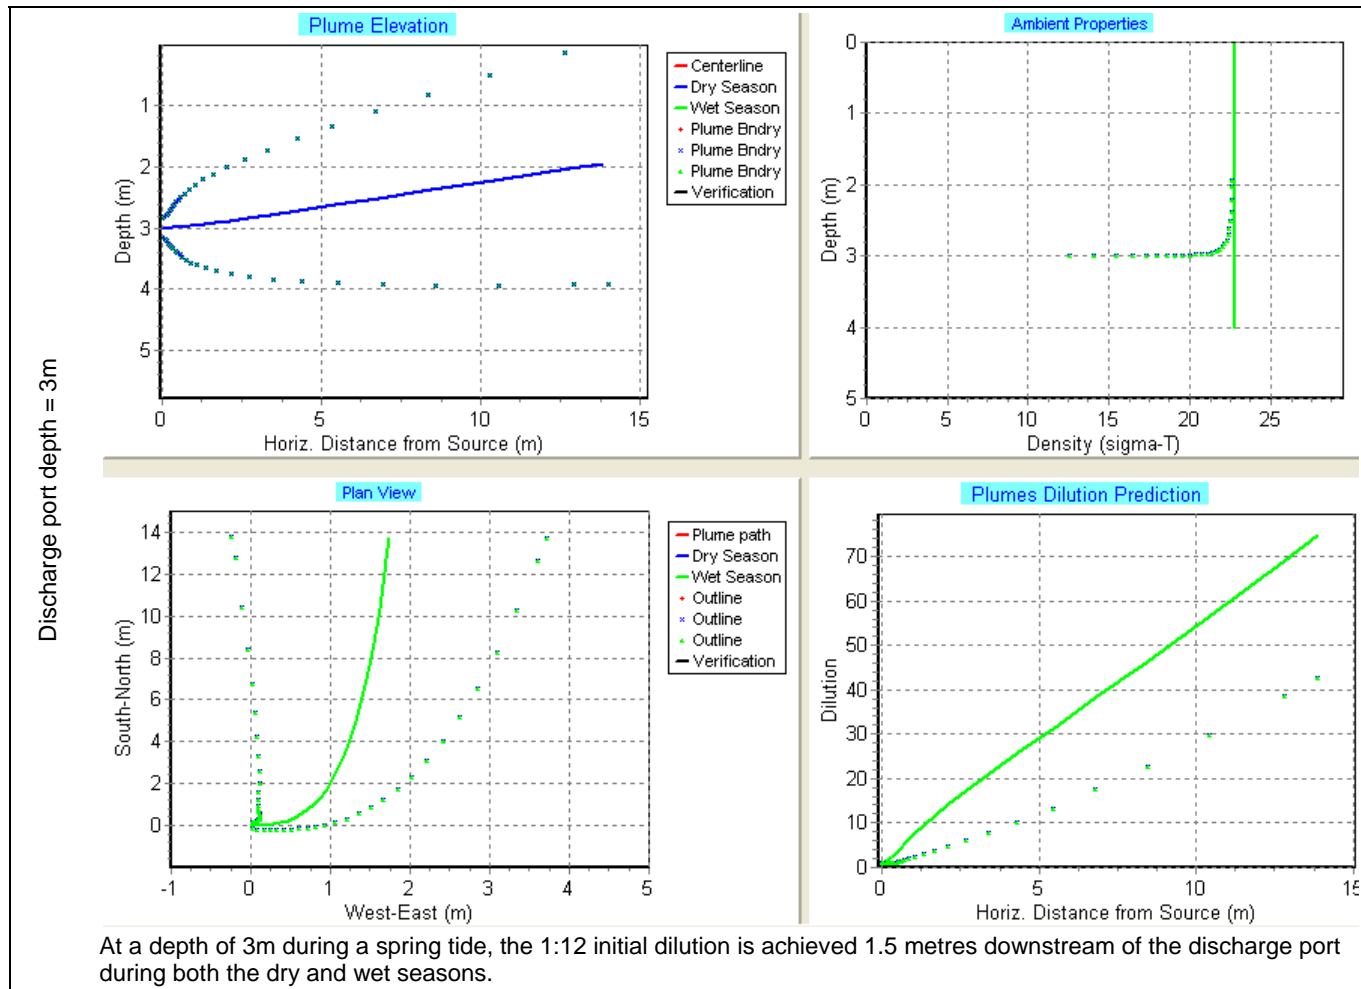 Discharge port depth = 3m
Plume Elevation
1
2
3
4
5
0
5
10
15
Depth (m)
Horiz. Distance from Source (m)
Centerline
Dry Season
Wet Season
Plume Bndry
Plume Bndry
Plume Bndry
Verification
Ambient Properties
0
1
2
3
4
5
0
5
10
15
20
25
Depth (m)
Density (sigma-T)
Plan View
14
12
10
8
6
4
2
0
-1
0
1
2
3
4
5
South-North (m)
West-East (m)
Plume path
Dry Season
Wet Season
Outline
Outline
Outline
Verification
Plumes Dilution Prediction
70
60
50
40
30
20
10
0
0
5
10
15
Dilution
Horiz. Distance from Source (m)
At a depth of 3m during a spring tide, the 1:12 initial dilution is achieved 1.5 metres downstream of the discharge port
during both the dry and wet seasons.